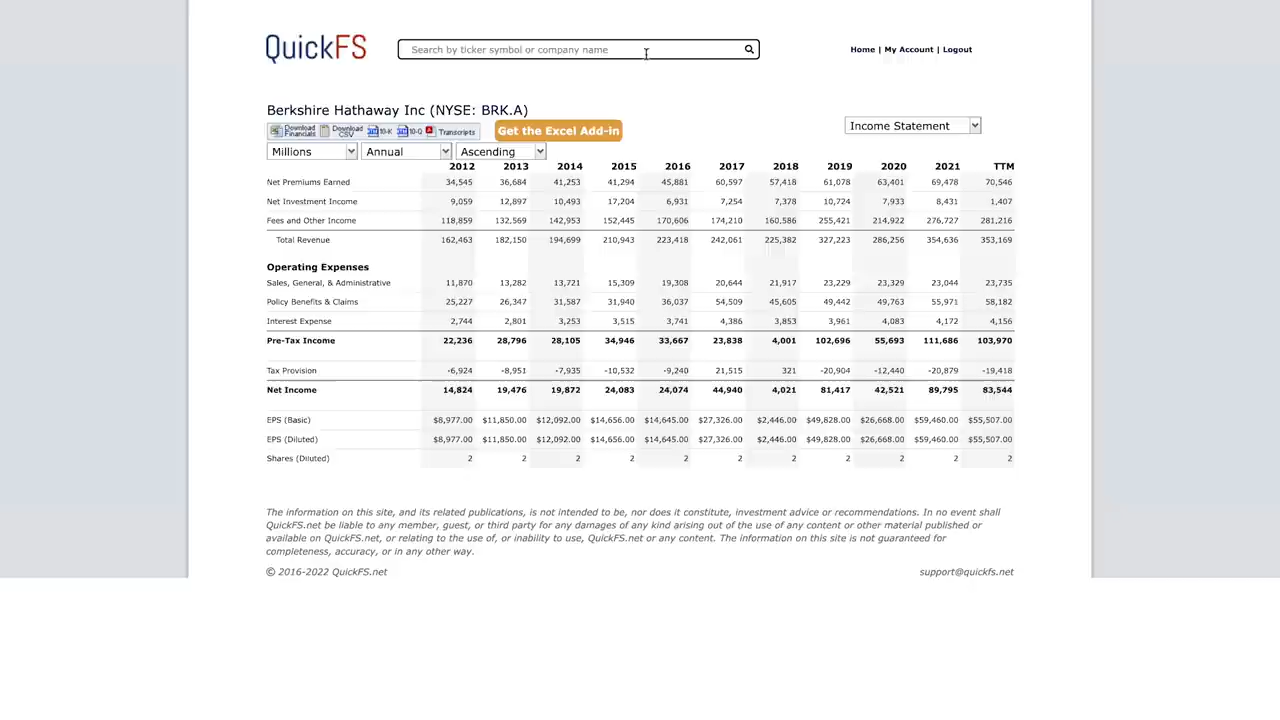 QuickFS Search by ticker symbol or company name Home | My Account | Logout
Berkshire Hathaway Inc (NYSE: BRK.A)
Download Financials Download CSV 10-K 10-Q Transcripts Get the Excel Add-in Income Statement
Millions Annual Ascending
2012 2013 2014 2015 2016 2017 2018 2019 2020 2021 TTM
Net Premiums Earned 34,545 36,684 41,253 41,294 45,881 60,597 57,418 61,078 63,401 69,478 70,546
Net Investment Income 9,059 12,897 10,493 17,204 6,931 7,254 7,378 10,724 7,933 8,431 1,407
Fees and Other Income 118,859 132,569 142,953 152,445 170,606 174,210 160,586 255,421 214,922 276,727 281,216
Total Revenue 162,463 182,150 194,699 210,943 223,418 242,061 225,382 327,223 286,256 354,636 353,169
Operating Expenses
Sales, General, & Administrative 11,870 13,282 13,721 15,309 19,308 20,644 21,917 23,229 23,329 23,044 23,735
Policy Benefits & Claims 25,227 26,347 31,587 31,940 36,037 54,509 45,605 49,442 49,763 55,971 58,182
Interest Expense 2,744 2,801 3,253 3,515 3,741 4,386 3,853 3,961 4,083 4,172 4,156
Pre-Tax Income 22,236 28,796 28,105 34,946 33,667 23,838 4,001 102,696 55,693 111,686 103,970
Tax Provision -6,924 -8,951 -7,935 -10,532 -9,240 21,515 321 -20,904 -12,440 -20,879 -19,418
Net Income 14,824 19,476 19,872 24,083 24,074 44,940 4,021 81,417 42,521 89,795 83,544
EPS (Basic) $8,977.00 $11,850.00 $12,092.00 $14,656.00 $14,645.00 $27,326.00 $2,446.00 $49,828.00 $26,668.00 $59,460.00 $55,507.00
EPS (Diluted) $8,977.00 $11,850.00 $12,092.00 $14,656.00 $14,645.00 $27,326.00 $2,446.00 $49,828.00 $26,668.00 $59,460.00 $55,507.00
Shares (Diluted) 2 2 2 2 2 2 2 2 2 2 2
The information on this site, and its related publications, is not intended to be, nor does it constitute, investment advice or recommendations. In no event shall
QuickFS.net be liable to any member, guest, or third party for any damages of any kind arising out of the use of any content or other material published or
available on QuickFS.net, or relating to the use of, or inability to use, QuickFS.net or any content. The information on this site is not guaranteed for
completeness, accuracy, or in any other way.
© 2016-2022 QuickFS.net support@quickfs.net